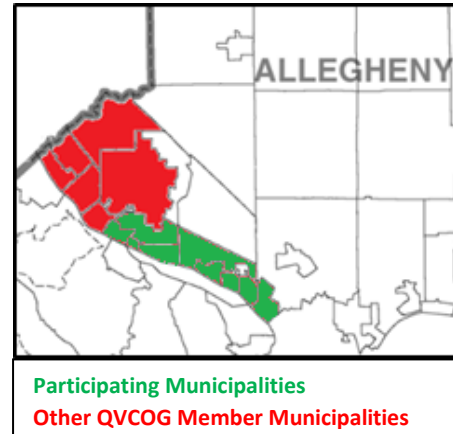 ALLEGHENY
Participating Municipalities
Other QVCOG Member Municipalities